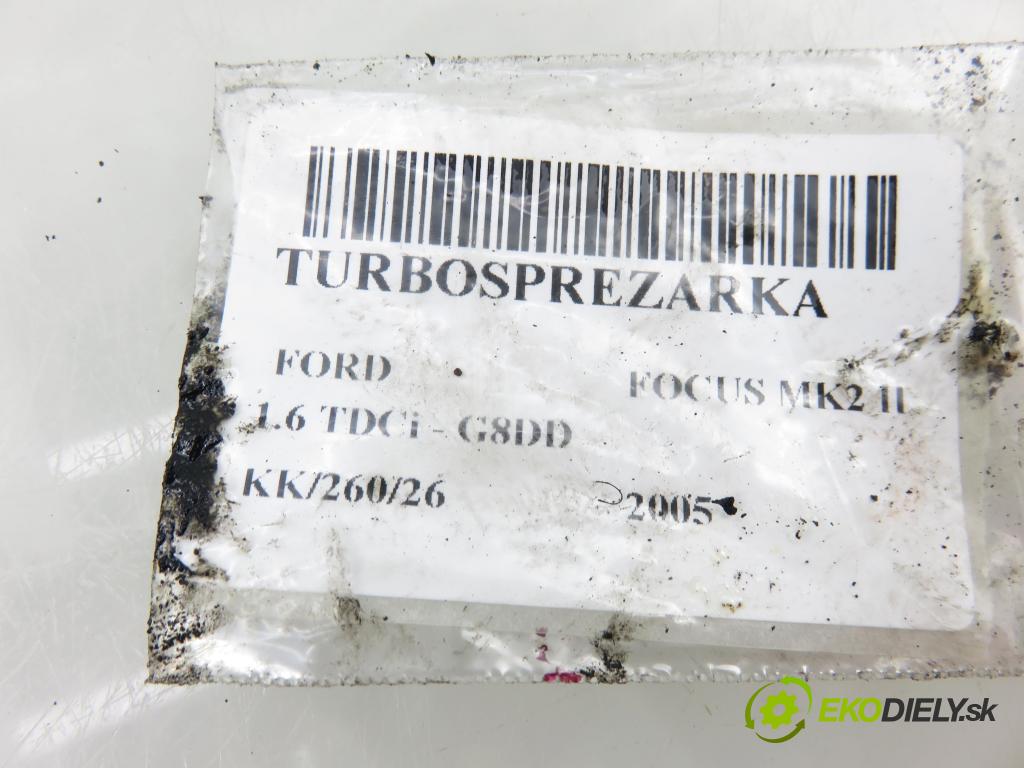 TURBOSPREZARKA
FORD FOCUS MK2 II
1.6 TDCi - G8DD
KK/260/26 2005
EKODIELY.sk